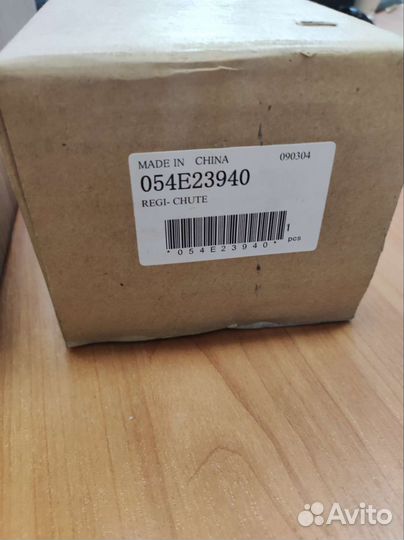 MADE IN CHINA 090304
054E23940
REGI- CHUTE
1
pcs
*054E23940*
Avito